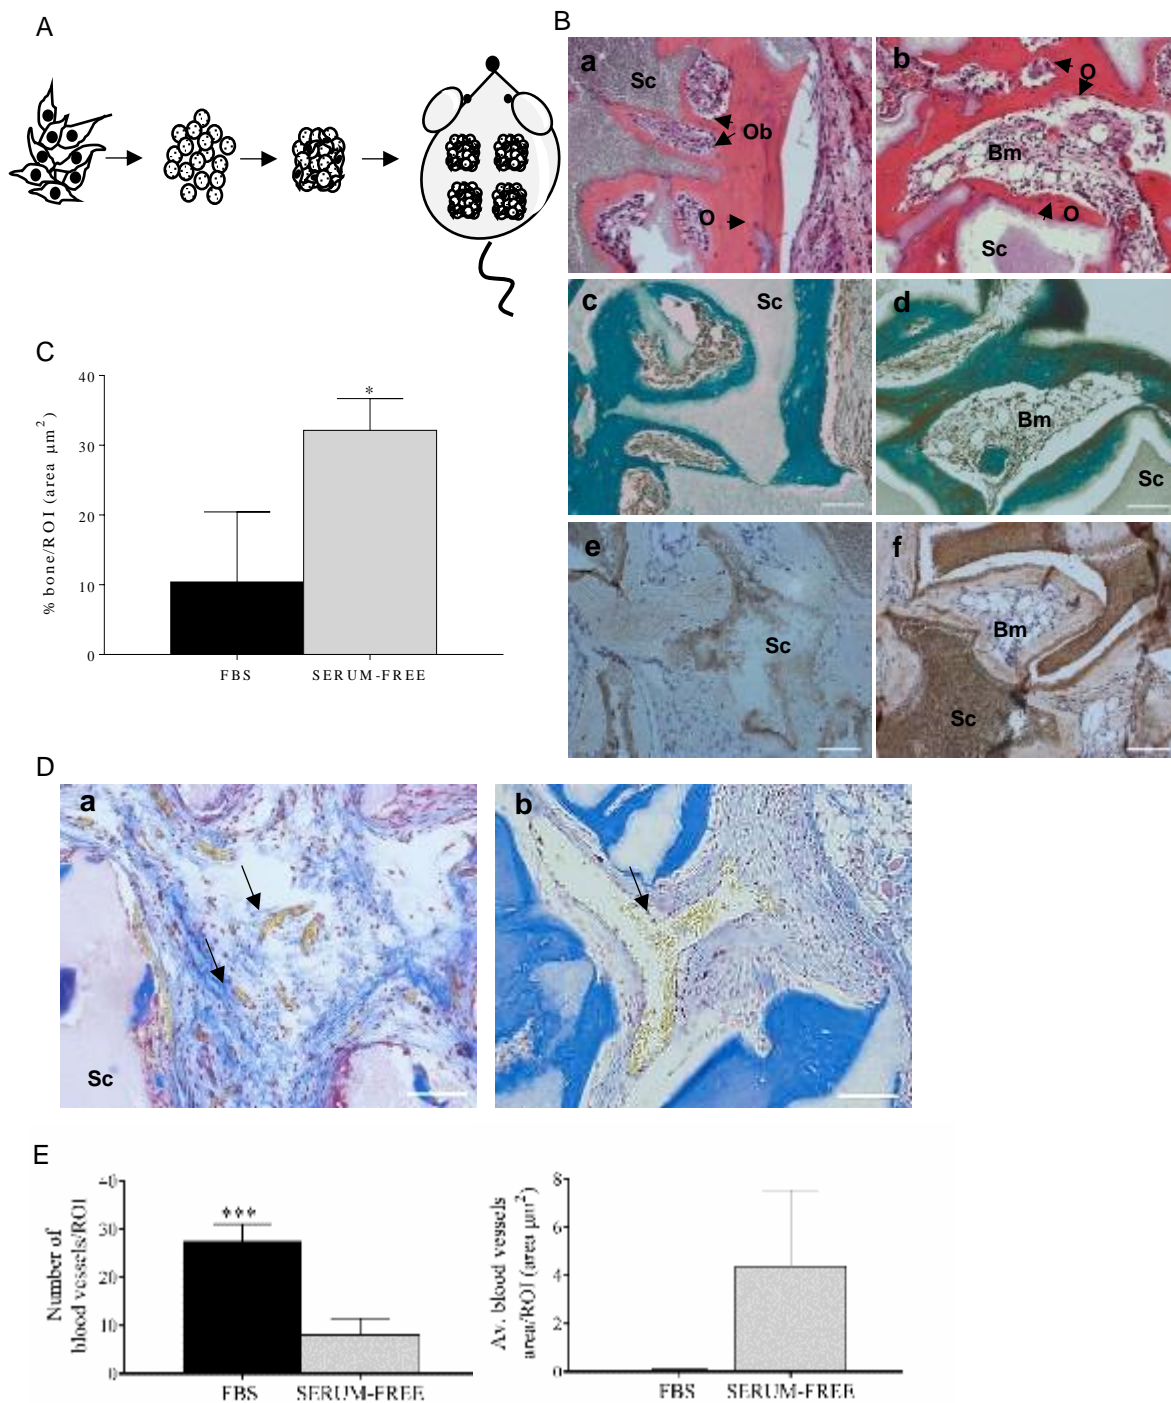 A
B
a
Sc
Ob
O
b
O
Bm
O
Sc
c
Sc
d
Bm
Sc
e
Sc
f
Bm
Sc
C
% bone/ROI (area µm²)
40
30
20
10
0
*
FBS
SERUM-FREE
D
a
Sc
b
E
Number of
blood vessels/ROI
40
30
20
10
0
***
FBS
SERUM-FREE
Av. blood vessels
area/ROI (area µm²)
8
6
4
2
0
FBS
SERUM-FREE